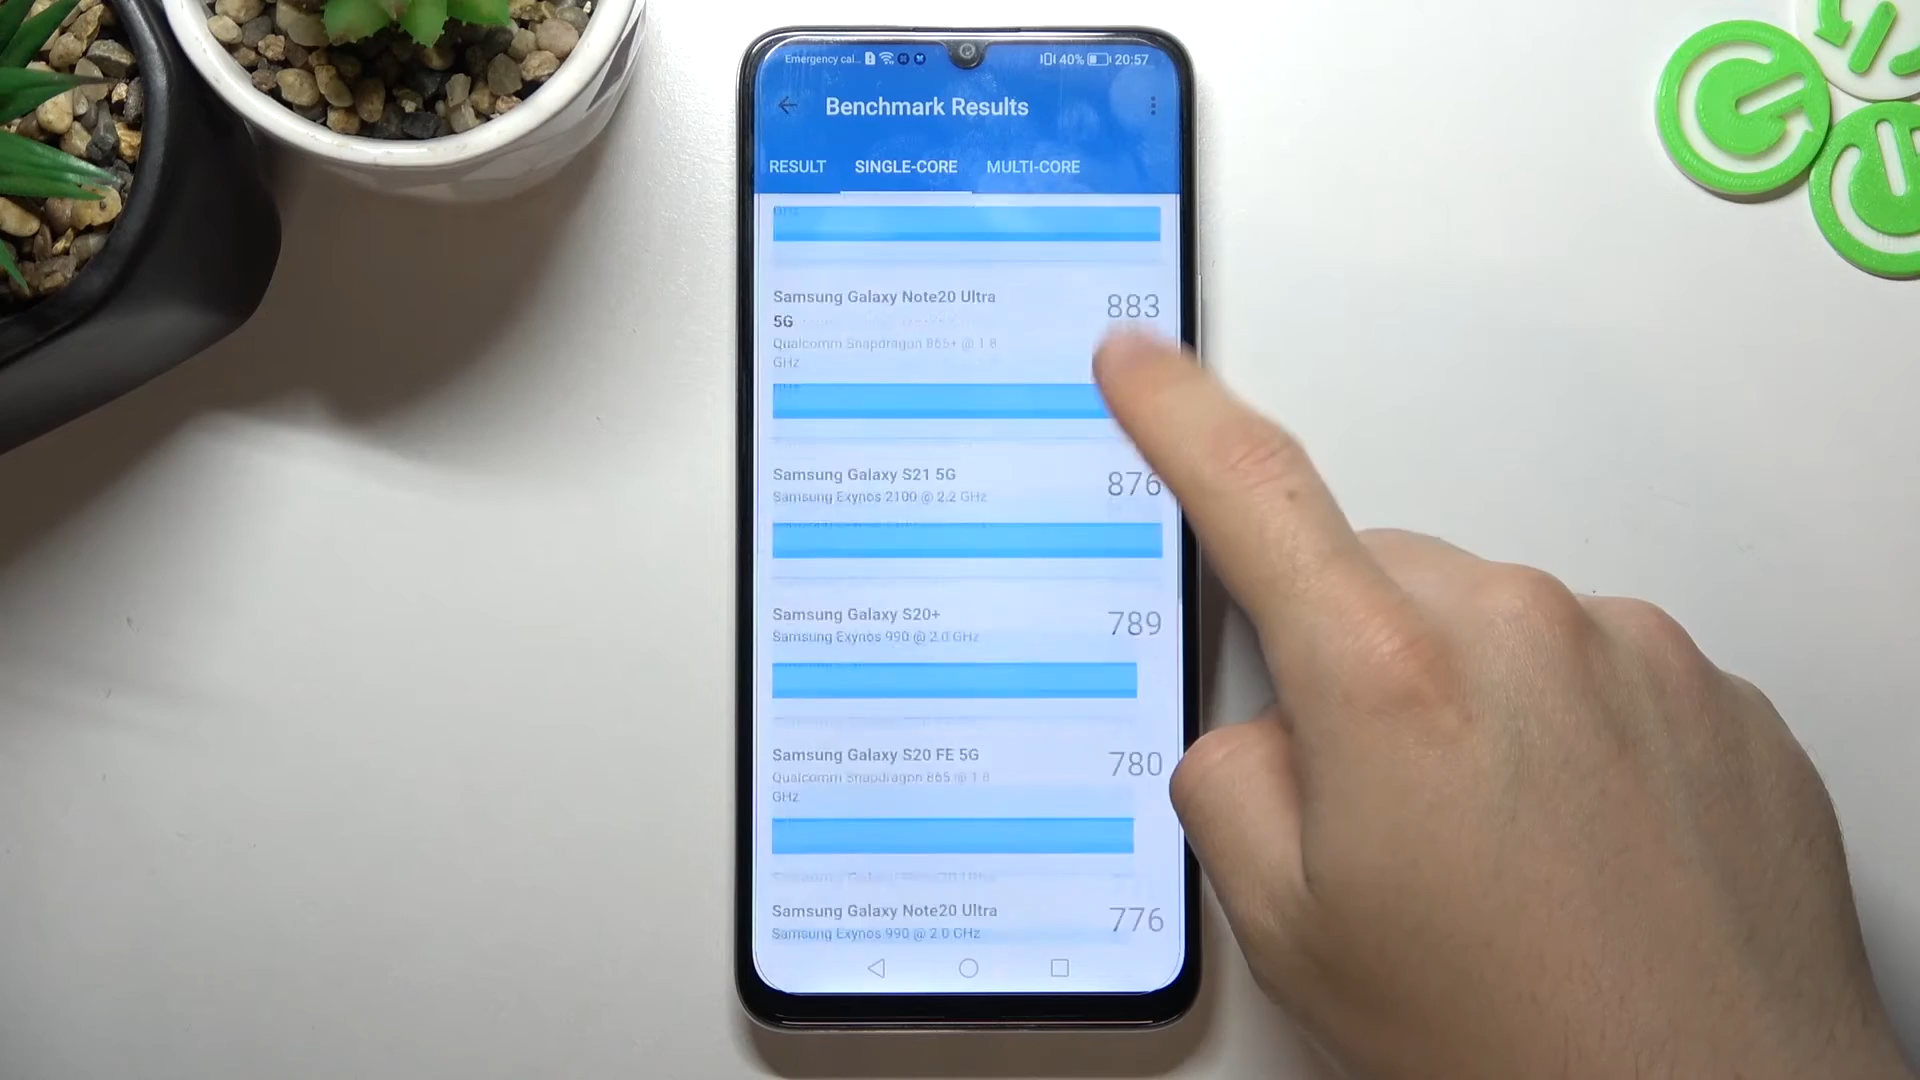 Emergency cal... 40% 20:57
Benchmark Results
RESULT SINGLE-CORE MULTI-CORE
GHz
Samsung Galaxy Note20 Ultra 883
5G
Qualcomm Snapdragon 865+ @ 1.8
GHz
Samsung Galaxy S21 5G 876
Samsung Exynos 2100 @ 2.2 GHz
Samsung Galaxy S20+ 789
Samsung Exynos 990 @ 2.0 GHz
Samsung Galaxy S20 FE 5G 780
Qualcomm Snapdragon 865 @ 1.8
GHz
Samsung Galaxy Note20 Ultra 776
Samsung Exynos 990 @ 2.0 GHz